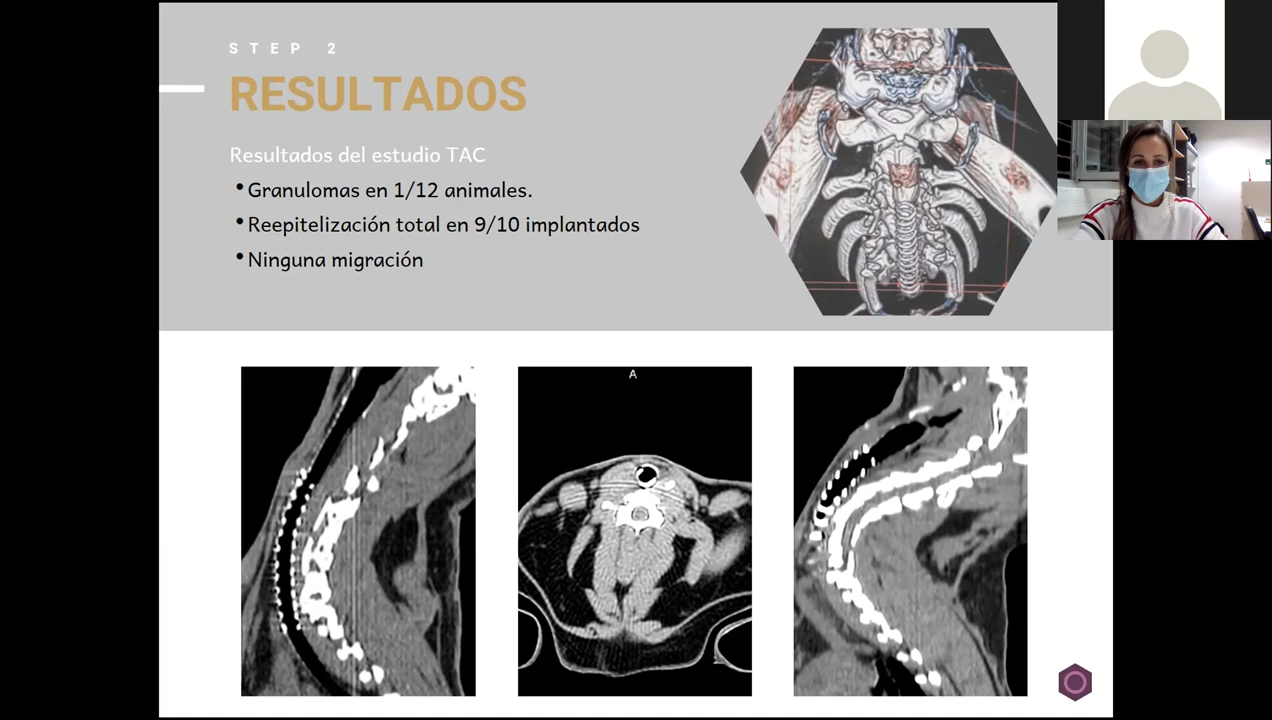 STEP 2
RESULTADOS
Resultados del estudio TAC
• Granulomas en 1/12 animales.
• Reepitelización total en 9/10 implantados
• Ninguna migración
A